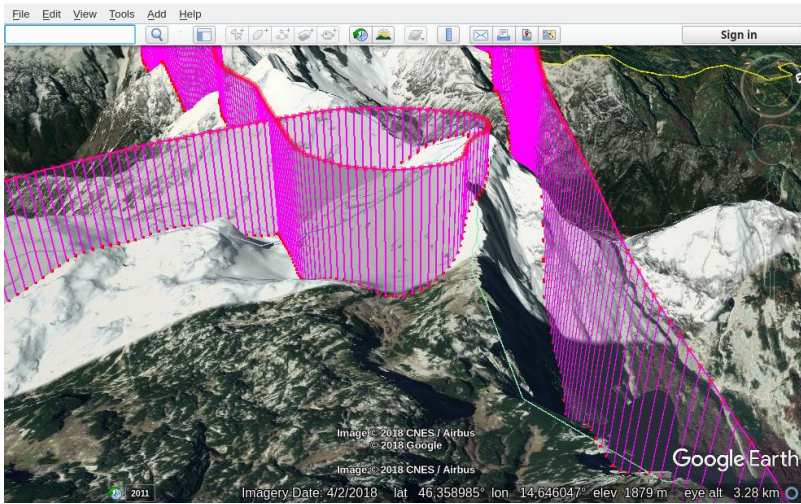 File Edit View Tools Add Help
Sign in
Image © 2018 CNES / Airbus
© 2018 Google
Image © 2018 CNES / Airbus
Google Earth
2011
Imagery Date: 4/2/2018 lat 46,358985° lon 14,646047° elev 1879 m eye alt 3.28 km